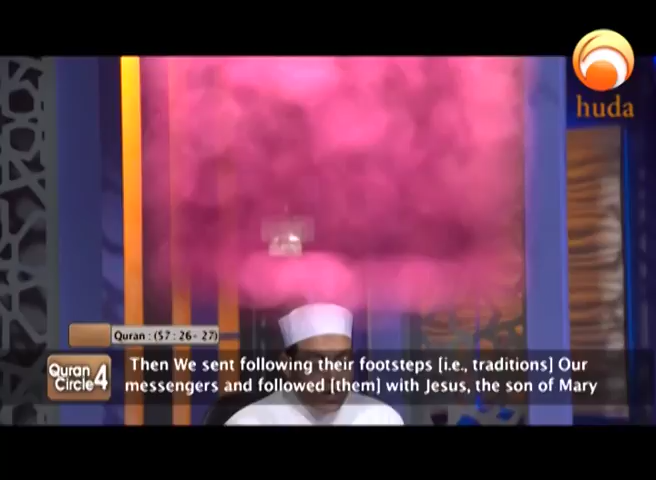 huda
Quran : (57 : 26- 27)
Quran
Circle 4
Then We sent following their footsteps [i.e., traditions] Our
messengers and followed [them] with Jesus, the son of Mary